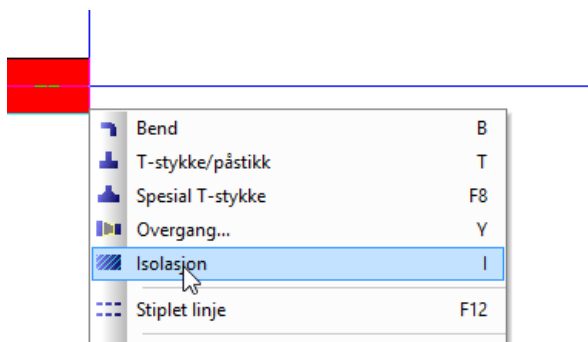 Bend B
T-stykke/påstikk T
Spesial T-stykke F8
Overgang... Y
Isolasjon I
Stiplet linje F12